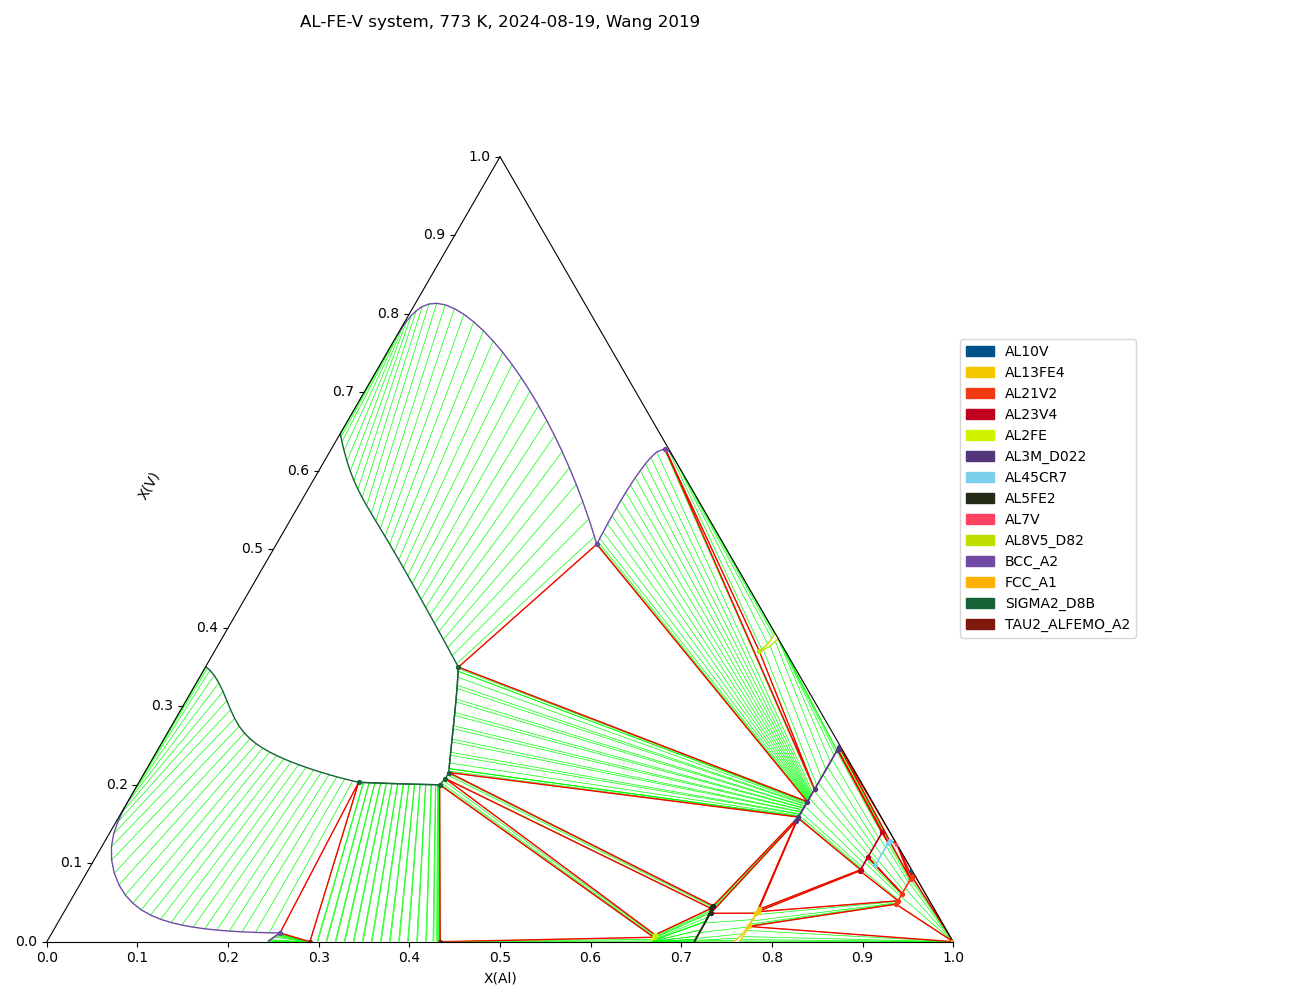 AL-FE-V system, 773 K, 2024-08-19, Wang 2019
1.0
0.9
0.8
0.7
0.6
0.5
0.4
0.3
0.2
0.1
0.0
X(V)
0.0 0.1 0.2 0.3 0.4 0.5 0.6 0.7 0.8 0.9 1.0
X(Al)
AL10V
AL13FE4
AL21V2
AL23V4
AL2FE
AL3M_D022
AL45CR7
AL5FE2
AL7V
AL8V5_D82
BCC_A2
FCC_A1
SIGMA2_D8B
TAU2_ALFEMO_A2